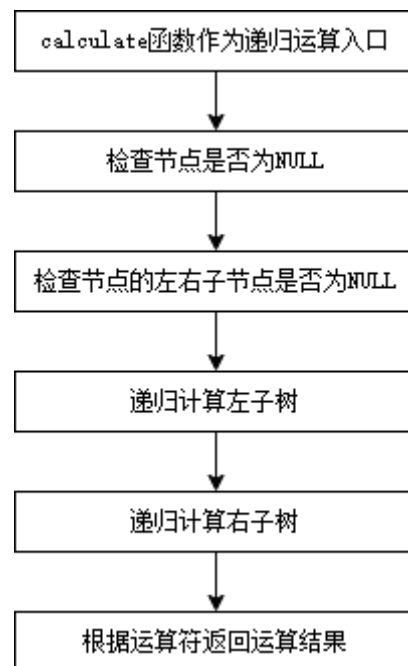 calculate函数作为递归运算入口
检查节点是否为NULL
检查节点的左右子节点是否为NULL
递归计算左子树
递归计算右子树
根据运算符返回运算结果